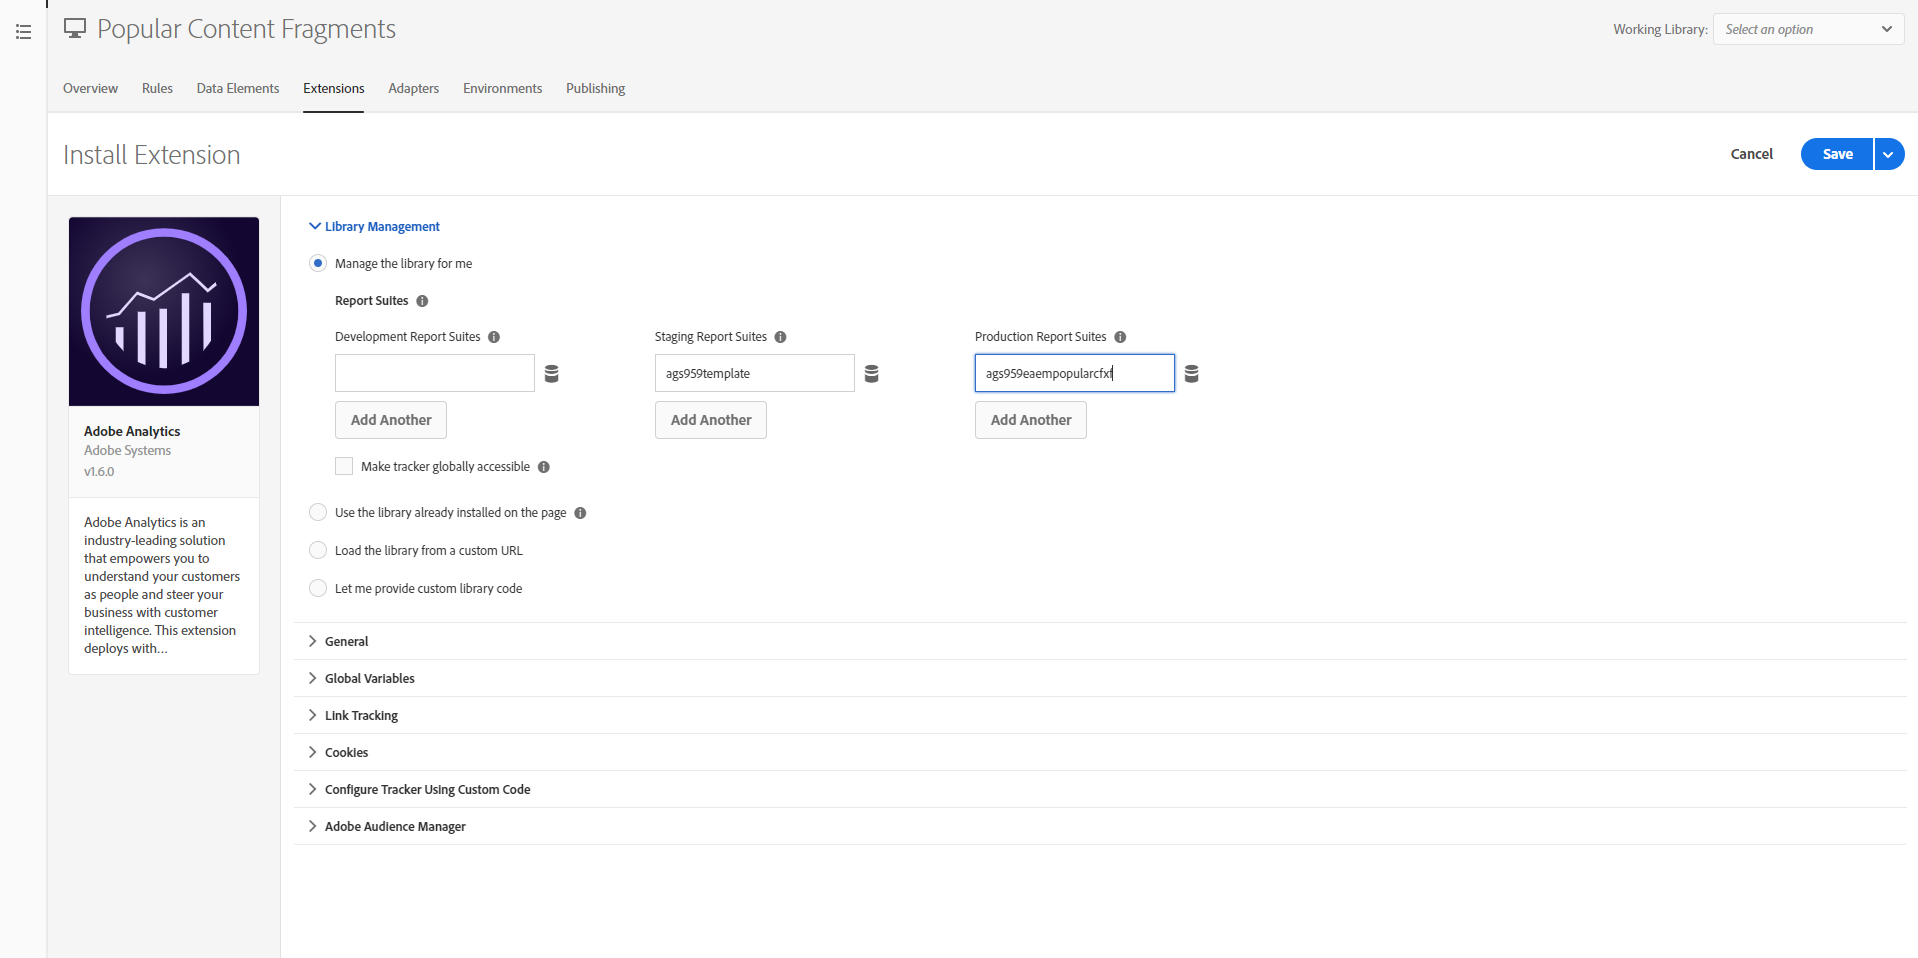 Popular Content Fragments
Working Library: Select an option
Overview Rules Data Elements Extensions Adapters Environments Publishing
Install Extension
Cancel Save
Library Management
Manage the library for me
Report Suites
Development Report Suites Staging Report Suites Production Report Suites
ags959template ags959eaempopularcfxf
Add Another Add Another Add Another
Make tracker globally accessible
Use the library already installed on the page
Load the library from a custom URL
Let me provide custom library code
General
Global Variables
Link Tracking
Cookies
Configure Tracker Using Custom Code
Adobe Audience Manager
Adobe Analytics
Adobe Systems
v1.6.0
Adobe Analytics is an
industry-leading solution
that empowers you to
understand your customers
as people and steer your
business with customer
intelligence. This extension
deploys with...